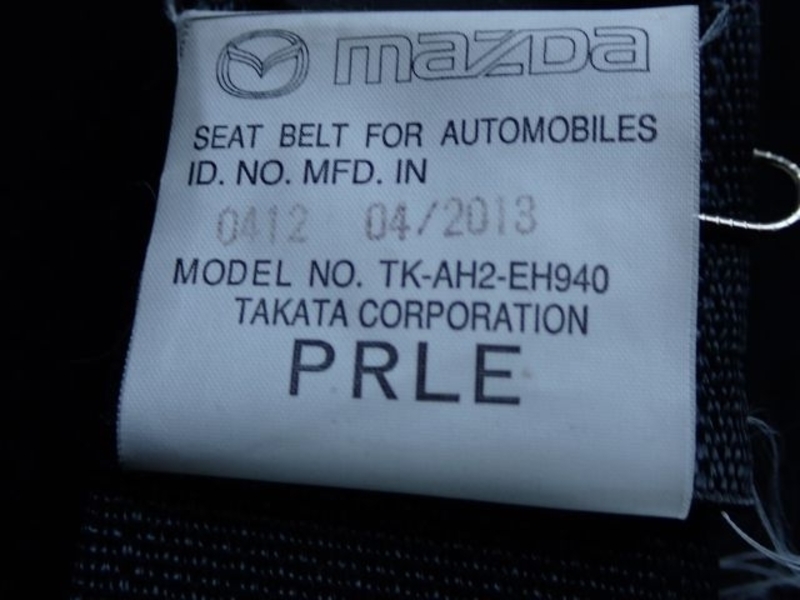 mazda
SEAT BELT FOR AUTOMOBILES
ID. NO. MFD. IN
0412 04/2013
MODEL NO. TK-AH2-EH940
TAKATA CORPORATION
PRLE